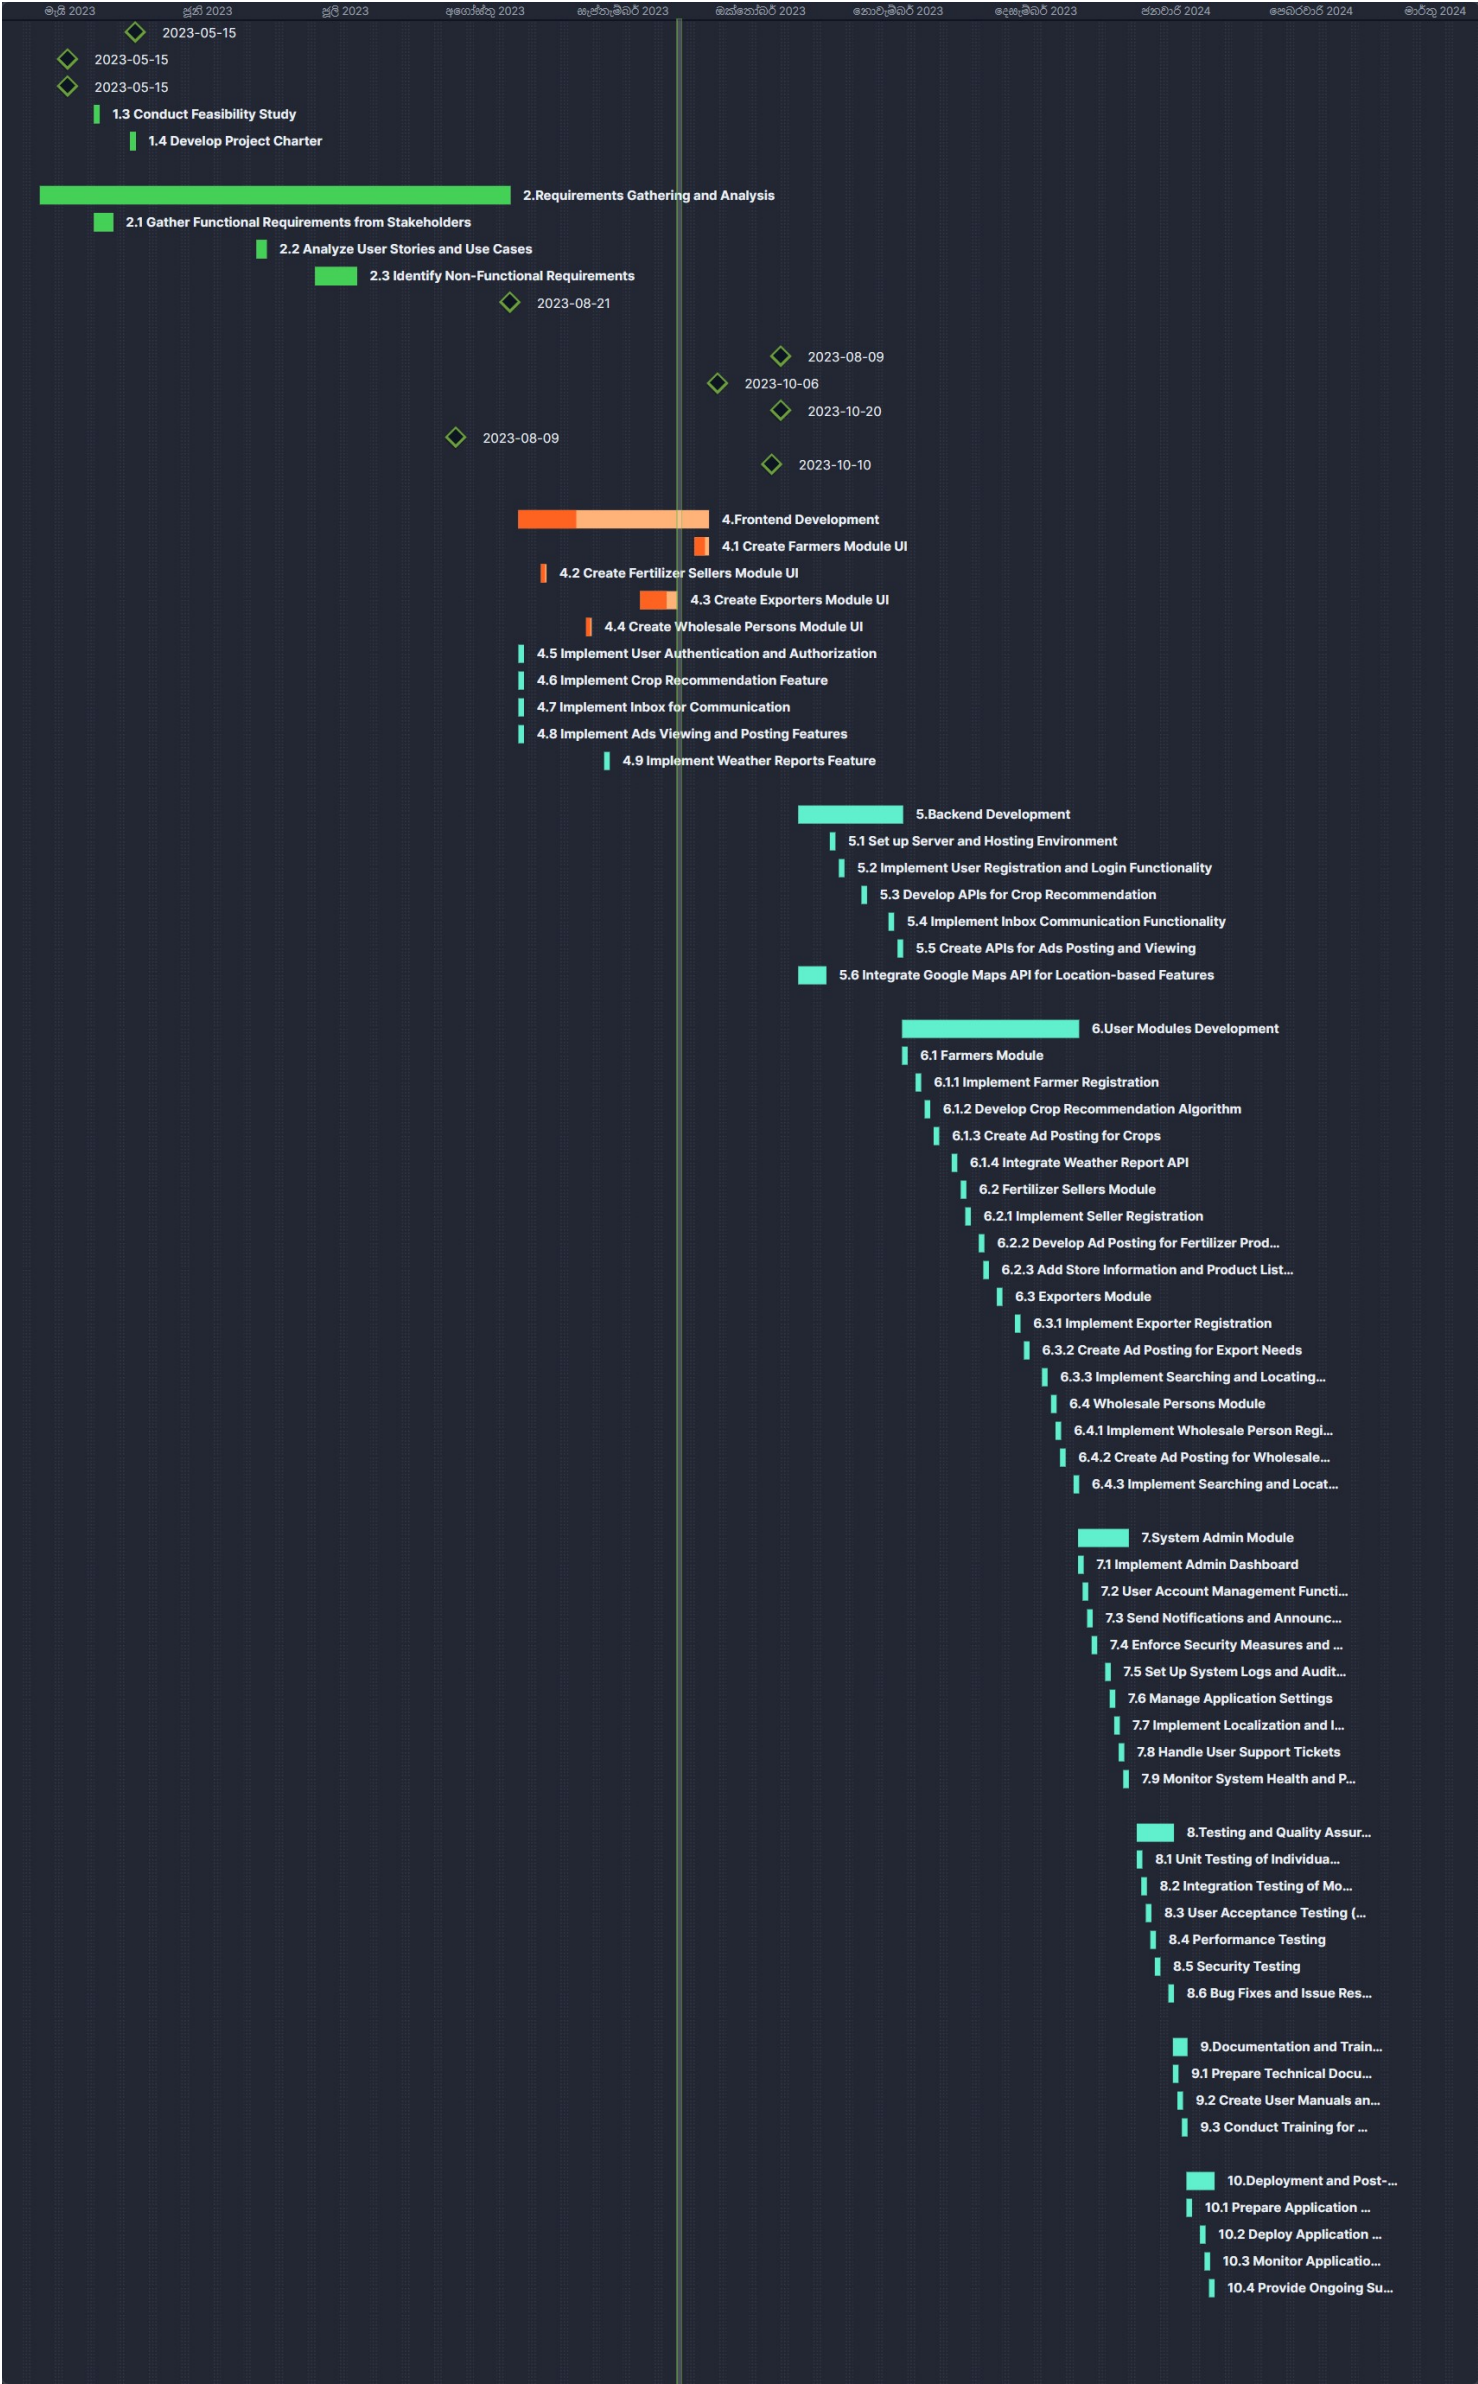 මැයි 2023 ජූනි 2023 ජූලි 2023 අගෝස්තු 2023 සැප්තැම්බර් 2023 ඔක්තෝබර් 2023 නොවැම්බර් 2023 දෙසැම්බර් 2023 ජනවාරි 2024 පෙබරවාරි 2024 මාර්තු 2024
2023-05-15
2023-05-15
2023-05-15
1.3 Conduct Feasibility Study
1.4 Develop Project Charter
2.Requirements Gathering and Analysis
2.1 Gather Functional Requirements from Stakeholders
2.2 Analyze User Stories and Use Cases
2.3 Identify Non-Functional Requirements
2023-08-21
2023-08-09
2023-10-06
2023-10-20
2023-08-09
2023-10-10
4.Frontend Development
4.1 Create Farmers Module UI
4.2 Create Fertilizer Sellers Module UI
4.3 Create Exporters Module UI
4.4 Create Wholesale Persons Module UI
4.5 Implement User Authentication and Authorization
4.6 Implement Crop Recommendation Feature
4.7 Implement Inbox for Communication
4.8 Implement Ads Viewing and Posting Features
4.9 Implement Weather Reports Feature
5.Backend Development
5.1 Set up Server and Hosting Environment
5.2 Implement User Registration and Login Functionality
5.3 Develop APIs for Crop Recommendation
5.4 Implement Inbox Communication Functionality
5.5 Create APIs for Ads Posting and Viewing
5.6 Integrate Google Maps API for Location-based Features
6.User Modules Development
6.1 Farmers Module
6.1.1 Implement Farmer Registration
6.1.2 Develop Crop Recommendation Algorithm
6.1.3 Create Ad Posting for Crops
6.1.4 Integrate Weather Report API
6.2 Fertilizer Sellers Module
6.2.1 Implement Seller Registration
6.2.2 Develop Ad Posting for Fertilizer Prod...
6.2.3 Add Store Information and Product List...
6.3 Exporters Module
6.3.1 Implement Exporter Registration
6.3.2 Create Ad Posting for Export Needs
6.3.3 Implement Searching and Locating...
6.4 Wholesale Persons Module
6.4.1 Implement Wholesale Person Regi...
6.4.2 Create Ad Posting for Wholesale...
6.4.3 Implement Searching and Locat...
7.System Admin Module
7.1 Implement Admin Dashboard
7.2 User Account Management Functi...
7.3 Send Notifications and Announc...
7.4 Enforce Security Measures and ...
7.5 Set Up System Logs and Audit...
7.6 Manage Application Settings
7.7 Implement Localization and I...
7.8 Handle User Support Tickets
7.9 Monitor System Health and P...
8.Testing and Quality Assur...
8.1 Unit Testing of Individua...
8.2 Integration Testing of Mo...
8.3 User Acceptance Testing (...
8.4 Performance Testing
8.5 Security Testing
8.6 Bug Fixes and Issue Res...
9.Documentation and Train...
9.1 Prepare Technical Docu...
9.2 Create User Manuals an...
9.3 Conduct Training for ...
10.Deployment and Post-...
10.1 Prepare Application ...
10.2 Deploy Application ...
10.3 Monitor Applicatio...
10.4 Provide Ongoing Su...